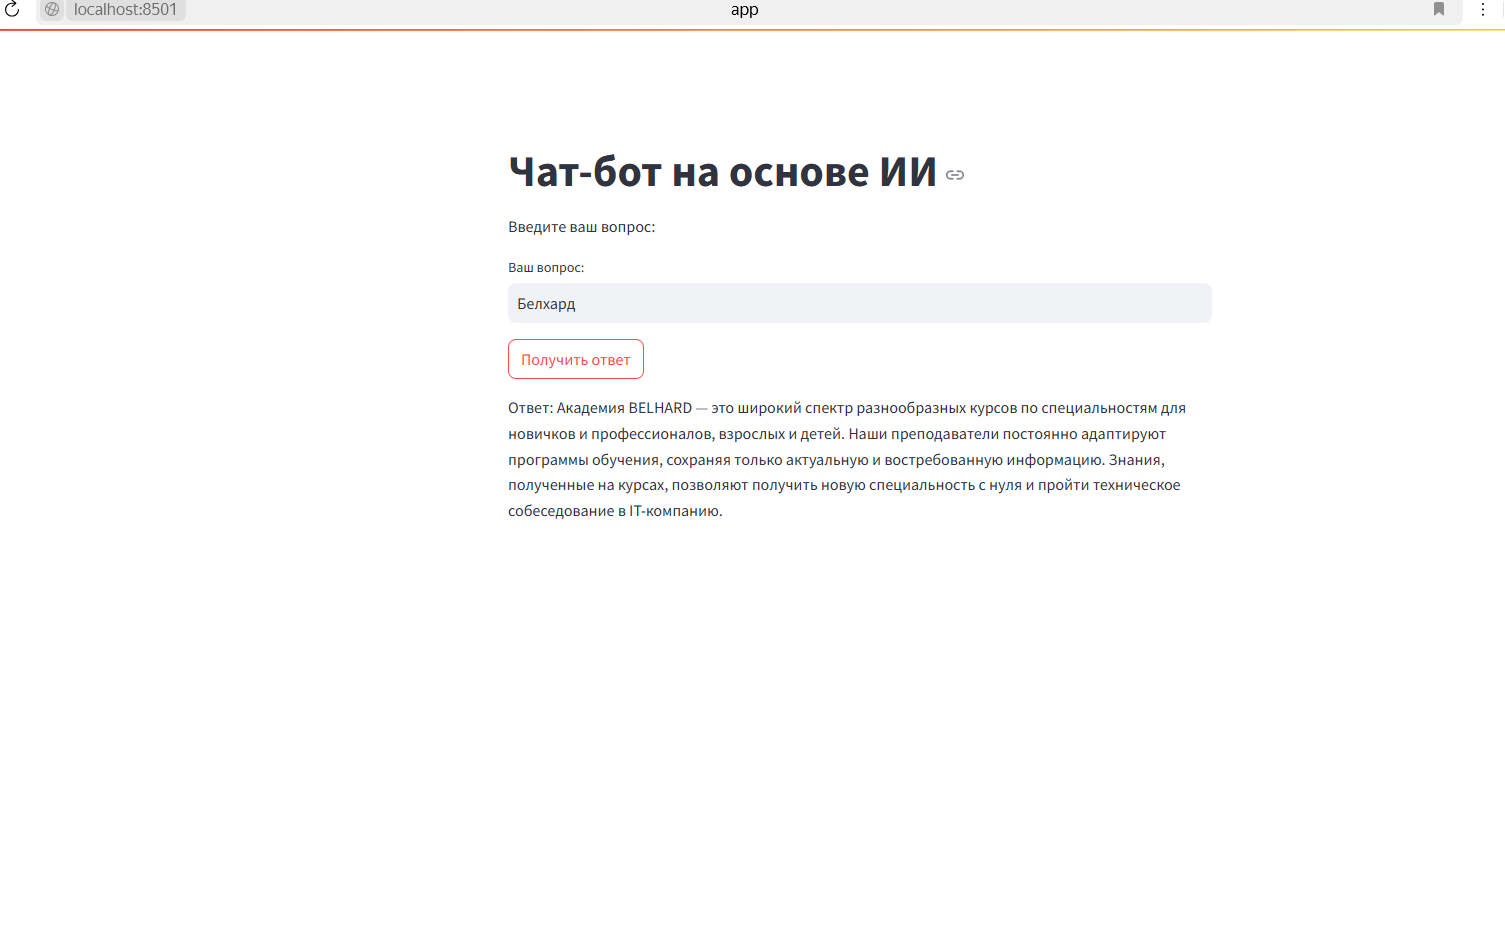 localhost:8501
app
Чат-бот на основе ИИ
Введите ваш вопрос:
Ваш вопрос:
Белхард
Получить ответ
Ответ: Академия BELHARD — это широкий спектр разнообразных курсов по специальностям для
новичков и профессионалов, взрослых и детей. Наши преподаватели постоянно адаптируют
программы обучения, сохраняя только актуальную и востребованную информацию. Знания,
полученные на курсах, позволяют получить новую специальность с нуля и пройти техническое
собеседование в IT-компанию.